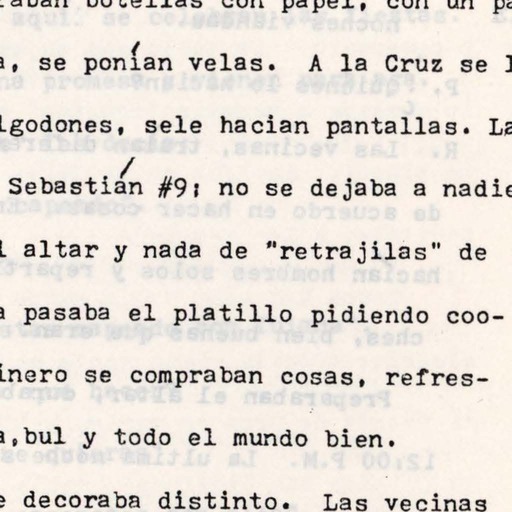 raban botellas con papel, con un pa
a, se ponían velas. A la Cruz se l
lgodones, sele hacian pantallas. La
Sebastián #9; no se dejaba a nadie
l altar y nada de "retrajilas" de
a pasaba el platillo pidiendo coo-
inero se compraban cosas, refres-
a,bul y todo el mundo bien.
e decoraba distinto. Las vecinas